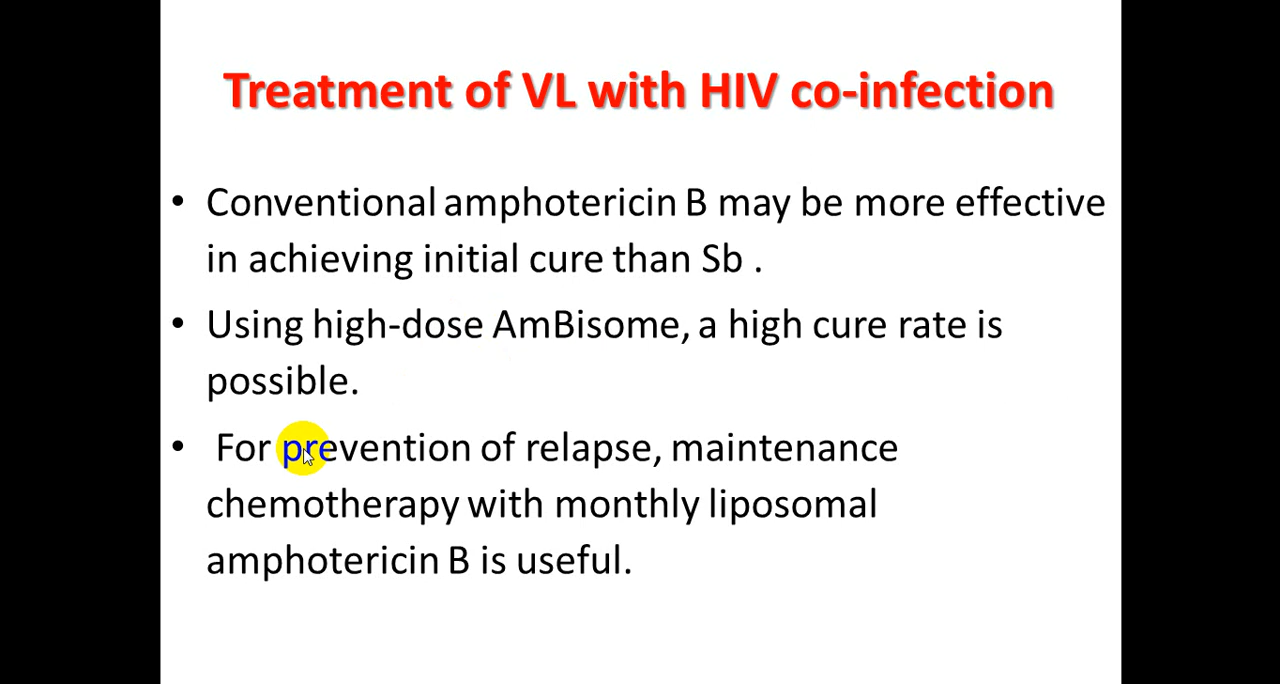 Treatment of VL with HIV co-infection
• Conventional amphotericin B may be more effective
in achieving initial cure than Sb .
• Using high-dose AmBisome, a high cure rate is
possible.
• For prevention of relapse, maintenance
chemotherapy with monthly liposomal
amphotericin B is useful.